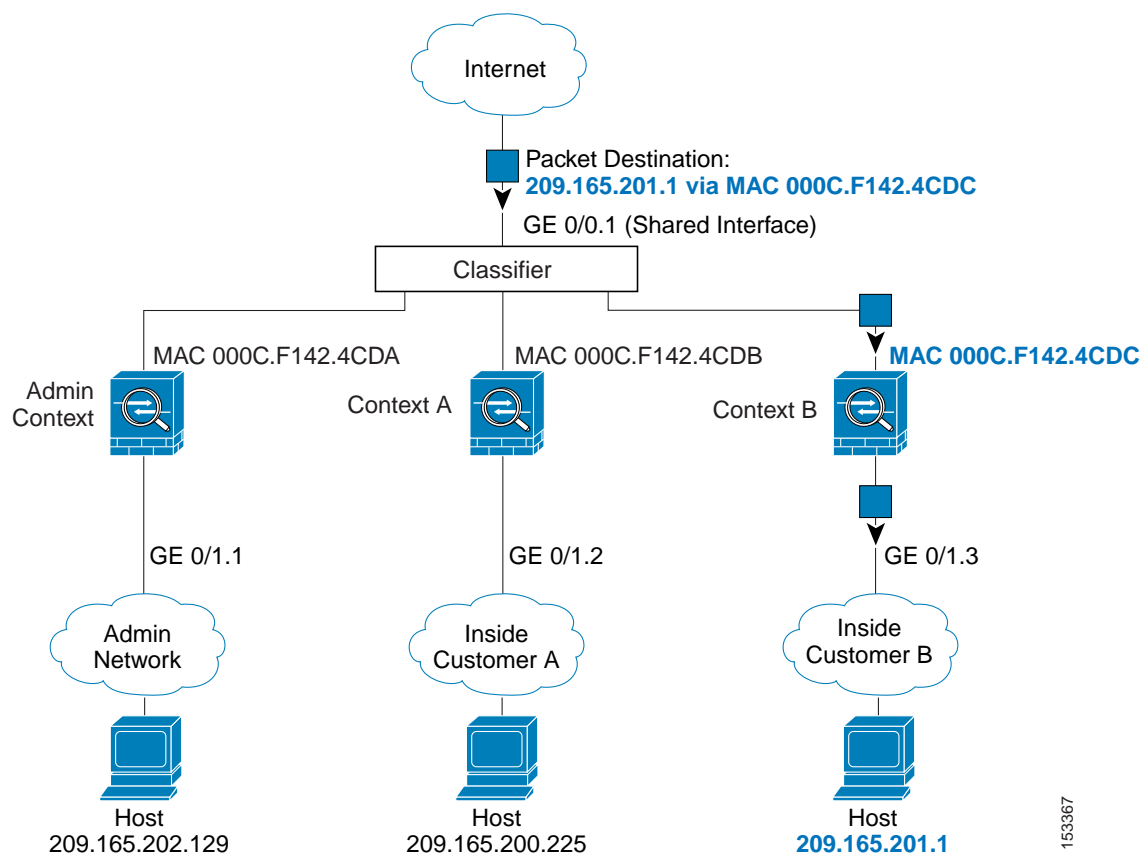 Internet
Packet Destination:
209.165.201.1 via MAC 000C.F142.4CDC
GE 0/0.1 (Shared Interface)
Classifier
MAC 000C.F142.4CDA
MAC 000C.F142.4CDB
MAC 000C.F142.4CDC
Admin
Context
Context A
Context B
GE 0/1.1
GE 0/1.2
GE 0/1.3
Admin
Network
Inside
Customer A
Inside
Customer B
Host
209.165.202.129
Host
209.165.200.225
Host
209.165.201.1
153367